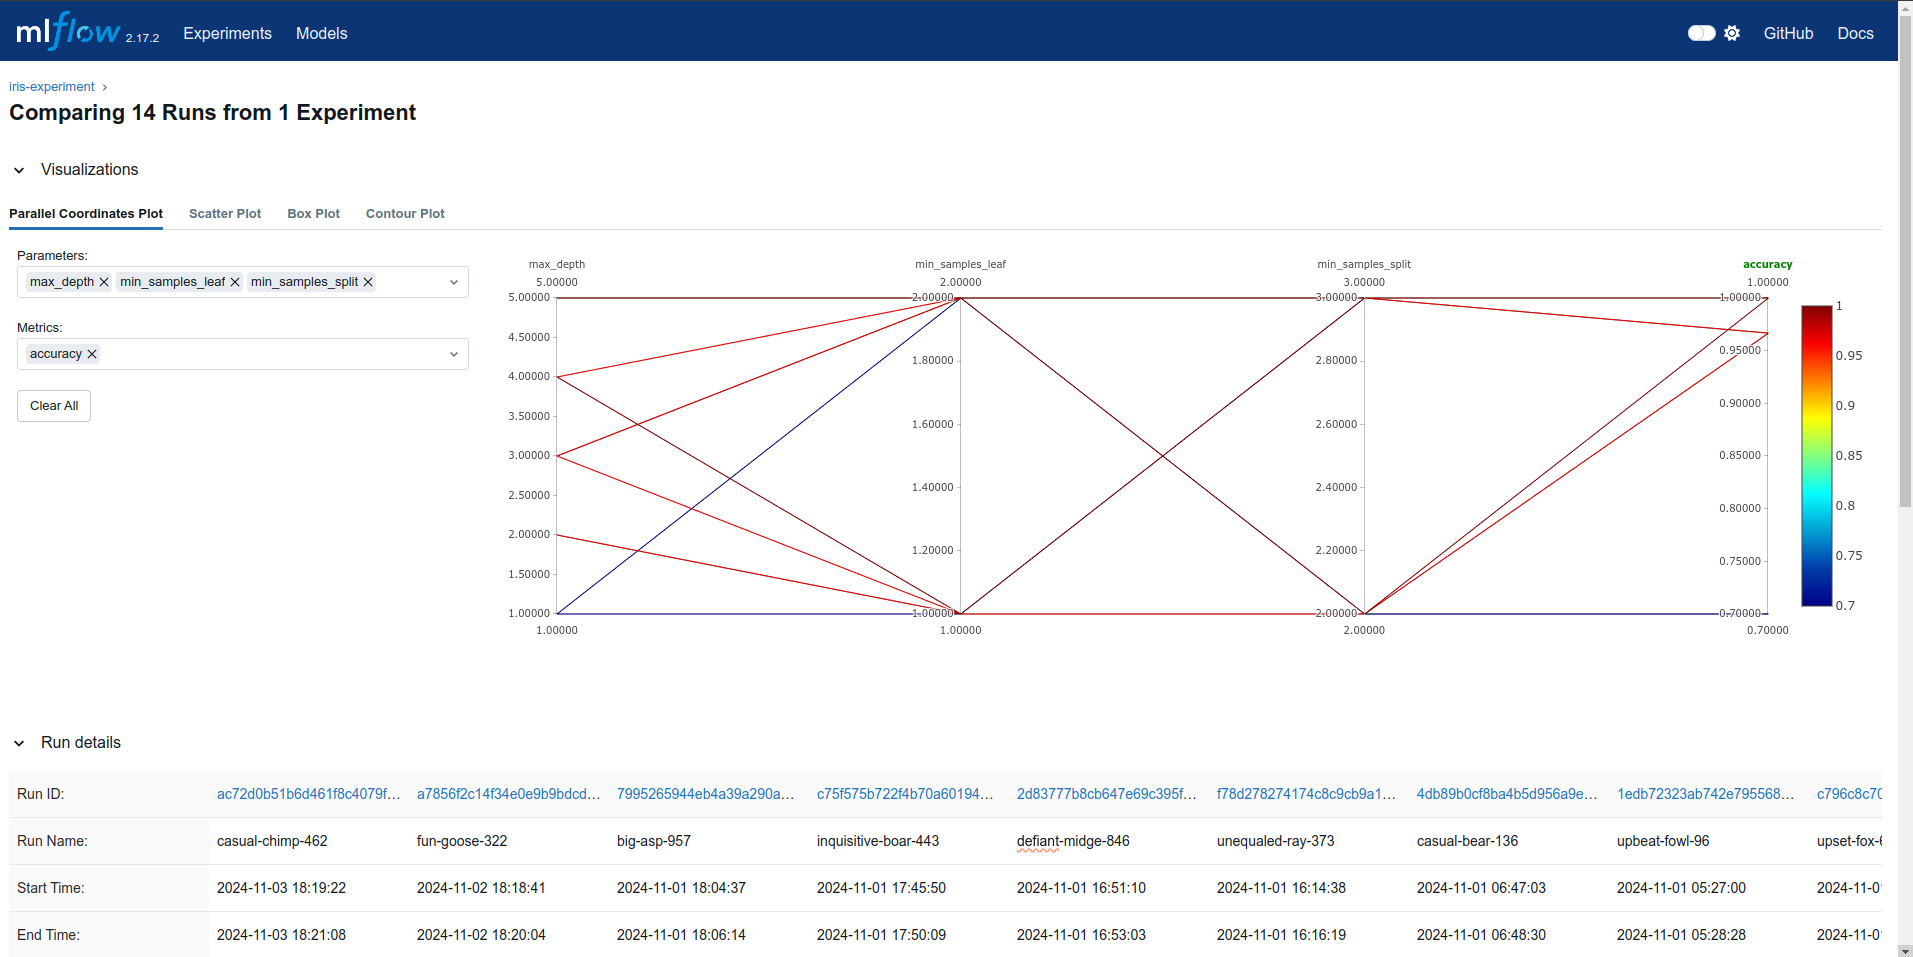 mlflow 2.17.2 Experiments Models GitHub Docs
iris-experiment
Comparing 14 Runs from 1 Experiment
Visualizations
Parallel Coordinates Plot Scatter Plot Box Plot Contour Plot
Parameters:
max_depth min_samples_leaf min_samples_split
Metrics:
accuracy
Clear All
max_depth min_samples_leaf min_samples_split accuracy
5.00000 2.00000 3.00000 1.00000
5.00000
4.50000
4.00000
3.50000
3.00000
2.50000
2.00000
1.50000
1.00000
1.00000
2.00000
1.80000
1.60000
1.40000
1.20000
1.00000
1.00000
3.00000
2.80000
2.60000
2.40000
2.20000
2.00000
2.00000
1.00000
0.95000
0.90000
0.85000
0.80000
0.75000
0.70000
0.70000
1
0.95
0.9
0.85
0.8
0.75
0.7
Run details
Run ID: ac72d0b51b6d461f8c4079f... a7856f2c14f34e0e9b9bdcd... 7995265944eb4a39a290a... c75f575b722f4b70a60194... 2d83777b8cb647e69c395f... f78d278274174c8c9cb9a1... 4db89b0cf8ba4b5d956a9e... 1edb72323ab742e795568... c796c8c70
Run Name: casual-chimp-462 fun-goose-322 big-asp-957 inquisitive-boar-443 defiant-midge-846 unequaled-ray-373 casual-bear-136 upbeat-fowl-96 upset-fox-6
Start Time: 2024-11-03 18:19:22 2024-11-02 18:18:41 2024-11-01 18:04:37 2024-11-01 17:45:50 2024-11-01 16:51:10 2024-11-01 16:14:38 2024-11-01 06:47:03 2024-11-01 05:27:00 2024-11-01
End Time: 2024-11-03 18:21:08 2024-11-02 18:20:04 2024-11-01 18:06:14 2024-11-01 17:50:09 2024-11-01 16:53:03 2024-11-01 16:16:19 2024-11-01 06:48:30 2024-11-01 05:28:28 2024-11-01